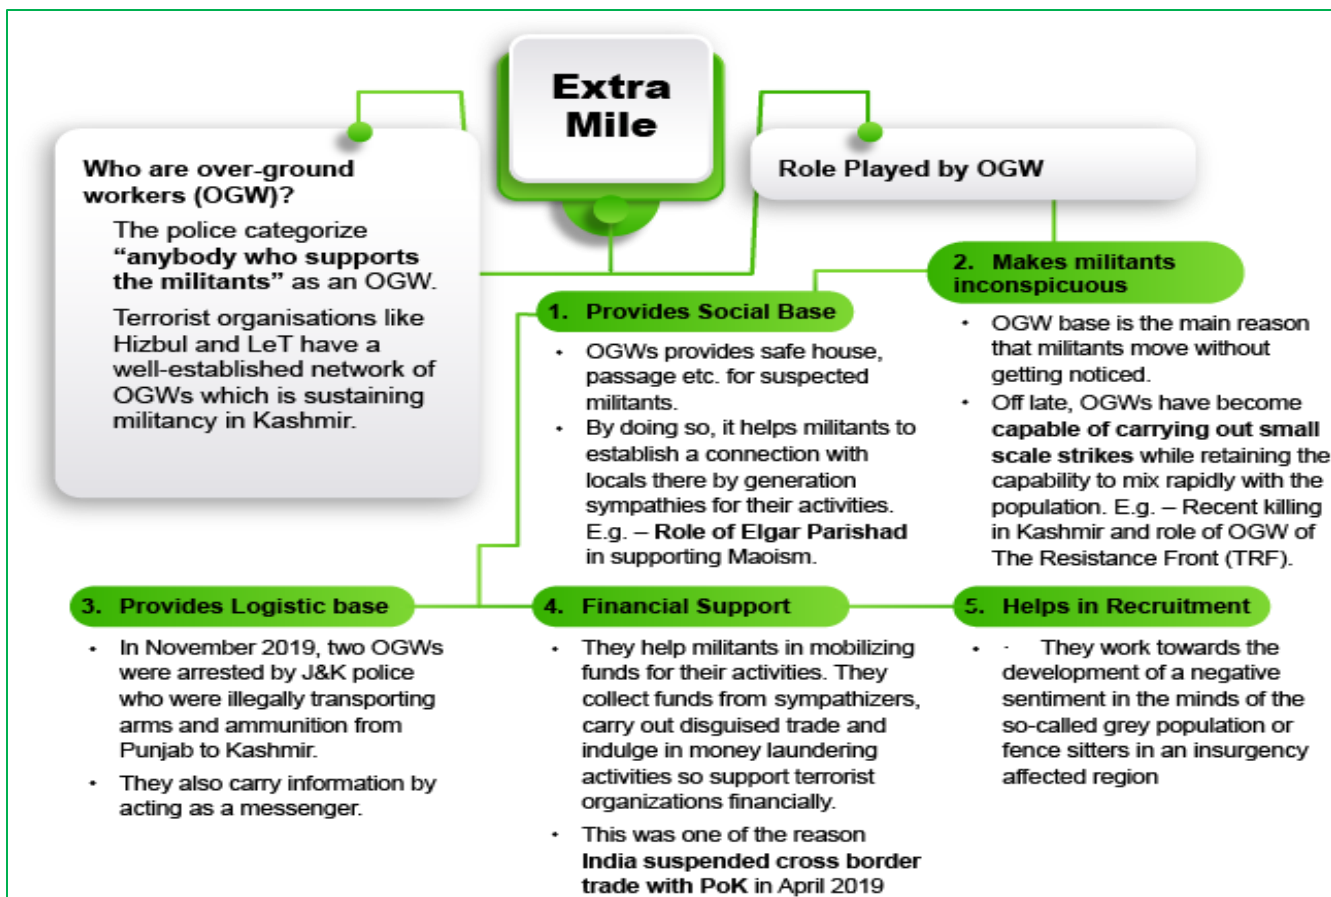 Extra
Mile
Who are over-ground
workers (OGW)?
The police categorize
“anybody who supports
the militants” as an OGW.
Terrorist organisations like
Hizbul and LeT have a
well-established network of
OGWs which is sustaining
militancy in Kashmir.
Role Played by OGW
1. Provides Social Base
• OGWs provides safe house,
passage etc. for suspected
militants.
• By doing so, it helps militants to
establish a connection with
locals there by generation
sympathies for their activities.
E.g. – Role of Elgar Parishad
in supporting Maoism.
2. Makes militants
inconspicuous
• OGW base is the main reason
that militants move without
getting noticed.
• Off late, OGWs have become
capable of carrying out small
scale strikes while retaining the
capability to mix rapidly with the
population. E.g. – Recent killing
in Kashmir and role of OGW of
The Resistance Front (TRF).
3. Provides Logistic base
• In November 2019, two OGWs
were arrested by J&K police
who were illegally transporting
arms and ammunition from
Punjab to Kashmir.
• They also carry information by
acting as a messenger.
4. Financial Support
• They help militants in mobilizing
funds for their activities. They
collect funds from sympathizers,
carry out disguised trade and
indulge in money laundering
activities so support terrorist
organizations financially.
• This was one of the reason
India suspended cross border
trade with PoK in April 2019
5. Helps in Recruitment
• · They work towards the
development of a negative
sentiment in the minds of the
so-called grey population or
fence sitters in an insurgency
affected region